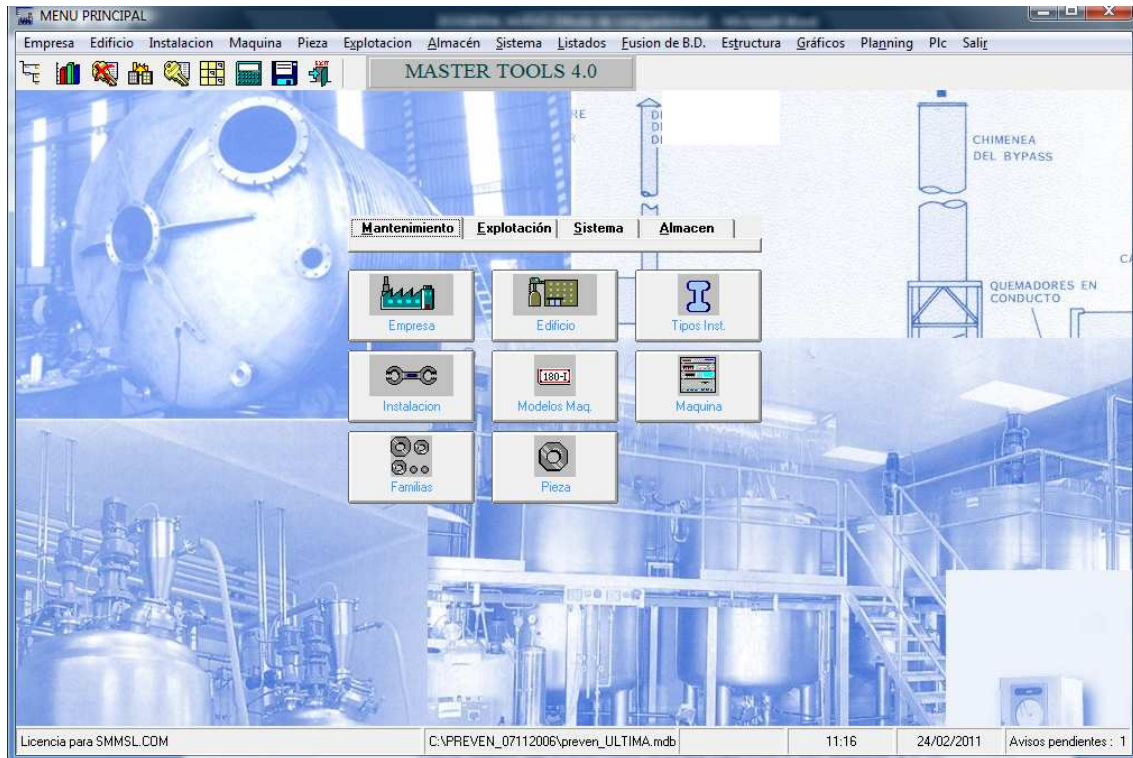 MENU PRINCIPAL
Empresa Edificio Instalacion Maquina Pieza Explotacion Almacén Sistema Listados Fusion de B.D. Estructura Gráficos Planning Plc Salir
EXIT
MASTER TOOLS 4.0
CHIMENEA
DEL BYPASS
QUEMADORES EN
CONDUCTO
Mantenimiento Explotación Sistema Almacen
Empresa Edificio Tipos Inst.
180-I
Instalacion Modelos Maq. Maquina
Familias Pieza
Licencia para SMMSL.COM C:\PREVEN_07112006\preven_ULTIMA.mdb 11:16 24/02/2011 Avisos pendientes : 1